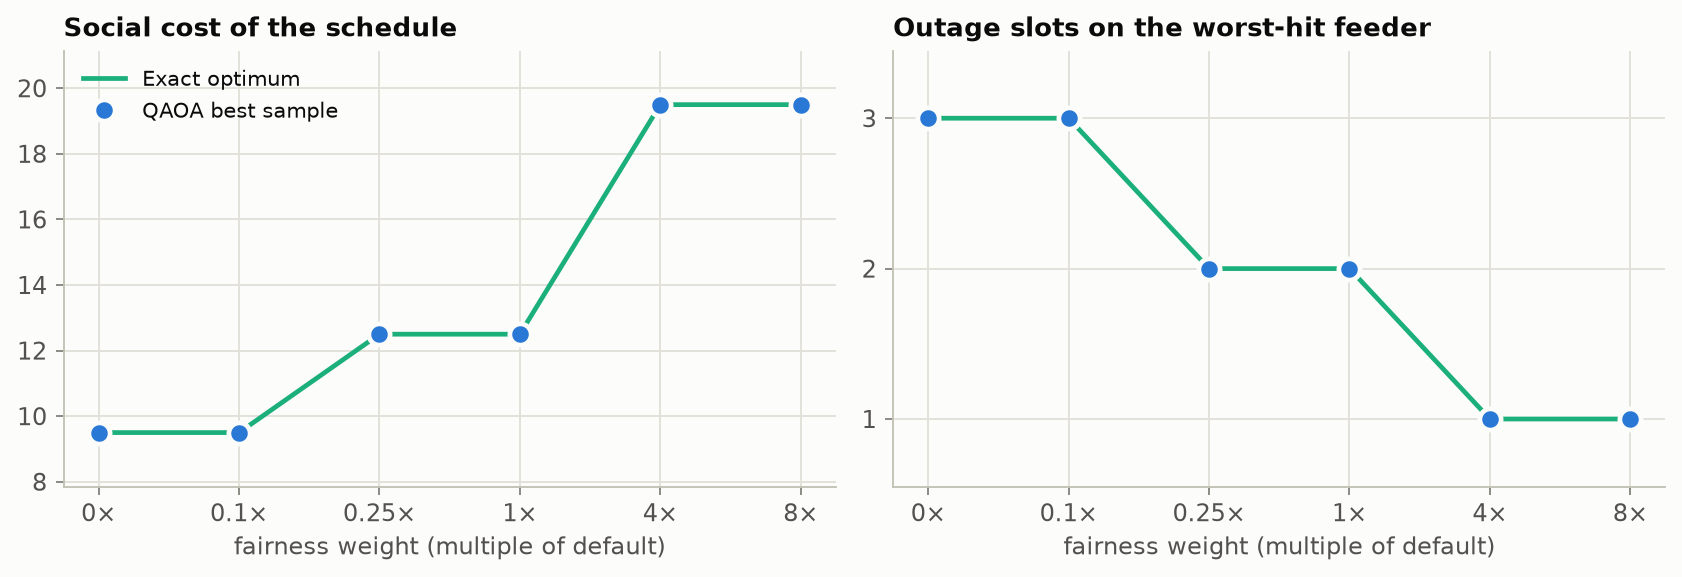 Social cost of the schedule
Exact optimum
QAOA best sample
20
18
16
14
12
10
8
0× 0.1× 0.25× 1× 4× 8×
fairness weight (multiple of default)
Outage slots on the worst-hit feeder
3
2
1
0× 0.1× 0.25× 1× 4× 8×
fairness weight (multiple of default)